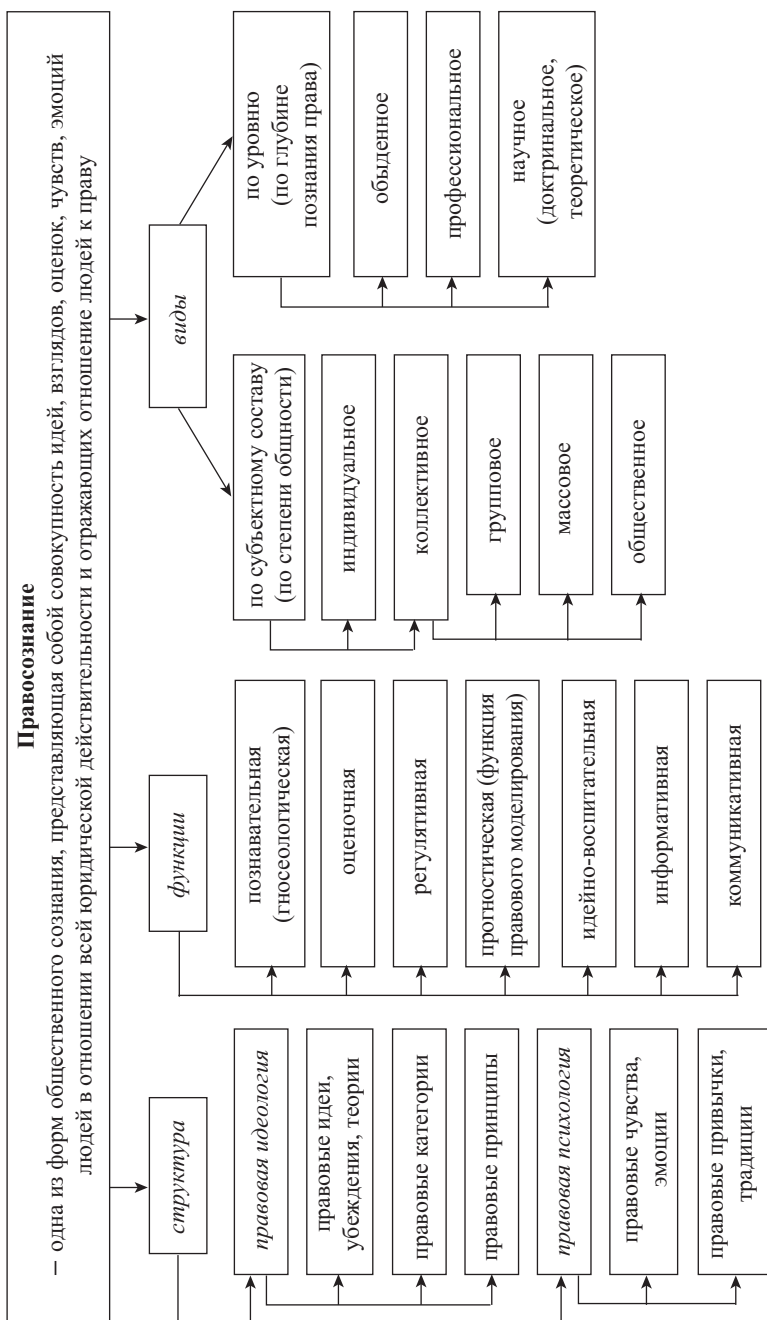 Правосознание
– одна из форм общественного сознания, представляющая собой совокупность идей, взглядов, оценок, чувств, эмоций
людей в отношении всей юридической действительности и отражающих отношение людей к праву
структура
правовая идеология
правовые идеи,
убеждения, теории
правовые категории
правовые принципы
правовая психология
правовые чувства,
эмоции
правовые привычки,
традиции
функции
познавательная
(гносеологическая)
оценочная
регулятивная
прогностическая (функция
правового моделирования)
идейно-воспитательная
информативная
коммуникативная
виды
по субъектному составу
(по степени общности)
индивидуальное
коллективное
групповое
массовое
общественное
по уровню
(по глубине
познания права)
обыденное
профессиональное
научное
(доктринальное,
теоретическое)